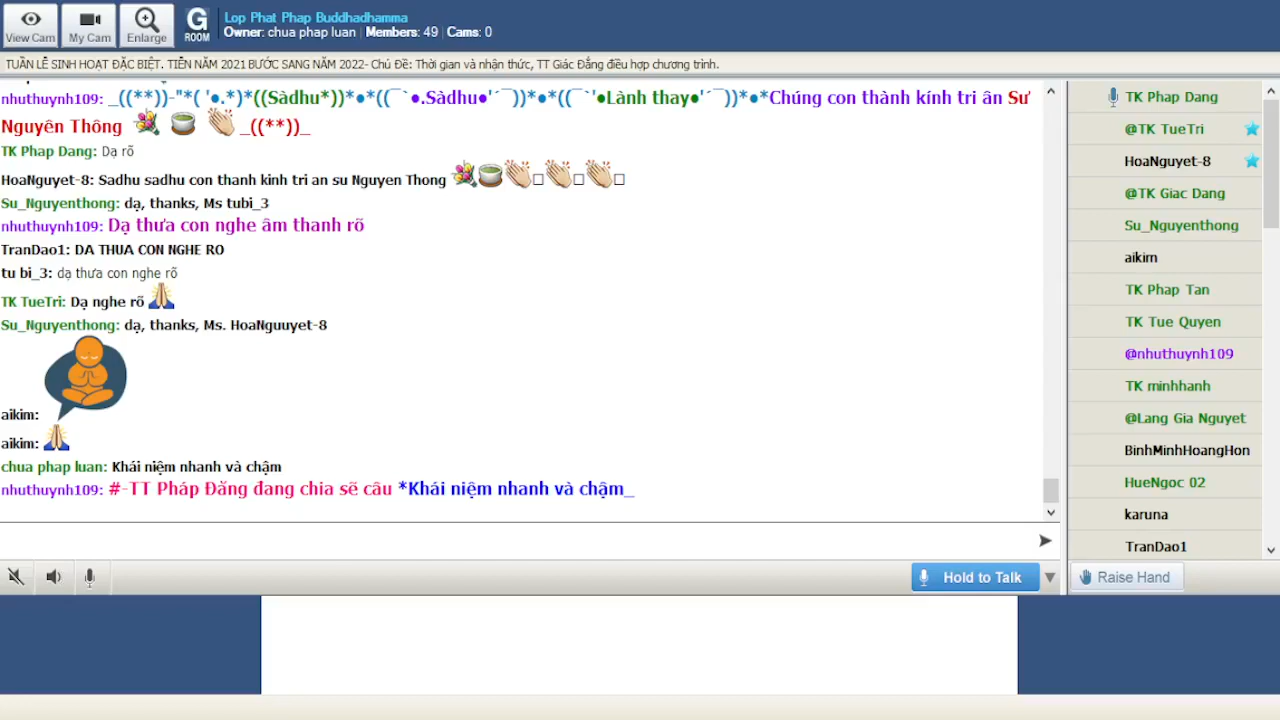 View Cam
My Cam
Enlarge
G
ROOM
Lop Phat Phap Buddhadhamma
Owner: chua phap luan | Members: 49 | Cams: 0
TUẦN LỄ SINH HOẠT ĐẶC BIỆT. TIỄN NĂM 2021 BƯỚC SANG NĂM 2022- Chủ Đề: Thời gian và nhận thức, TT Giác Đẳng điều hợp chương trình.
nhuthuynh109: _((**))-"*( '●.*)*((Sàdhu*))*●*((¯`●.Sàdhu●'´¯))*●*((¯`'●Lành thay●'´¯))*●*Chúng con thành kính tri ân Sư
Nguyên Thông _((**))_
TK Phap Dang: Dạ rõ
HoaNguyet-8: Sadhu sadhu con thanh kinh tri an su Nguyen Thong
Su_Nguyenthong: dạ, thanks, Ms tubi_3
nhuthuynh109: Dạ thưa con nghe âm thanh rõ
TranDao1: DA THUA CON NGHE RO
tu bi_3: dạ thưa con nghe rõ
TK TueTri: Dạ nghe rõ
Su_Nguyenthong: dạ, thanks, Ms. HoaNguuyet-8
aikim:
aikim:
chua phap luan: Khái niệm nhanh và chậm
nhuthuynh109: #-TT Pháp Đăng đang chia sẽ câu *Khái niệm nhanh và chậm_
Hold to Talk
TK Phap Dang
@TK TueTri
HoaNguyet-8
@TK Giac Dang
Su_Nguyenthong
aikim
TK Phap Tan
TK Tue Quyen
@nhuthuynh109
TK minhhanh
@Lang Gia Nguyet
BinhMinhHoangHon
HueNgoc 02
karuna
TranDao1
Raise Hand